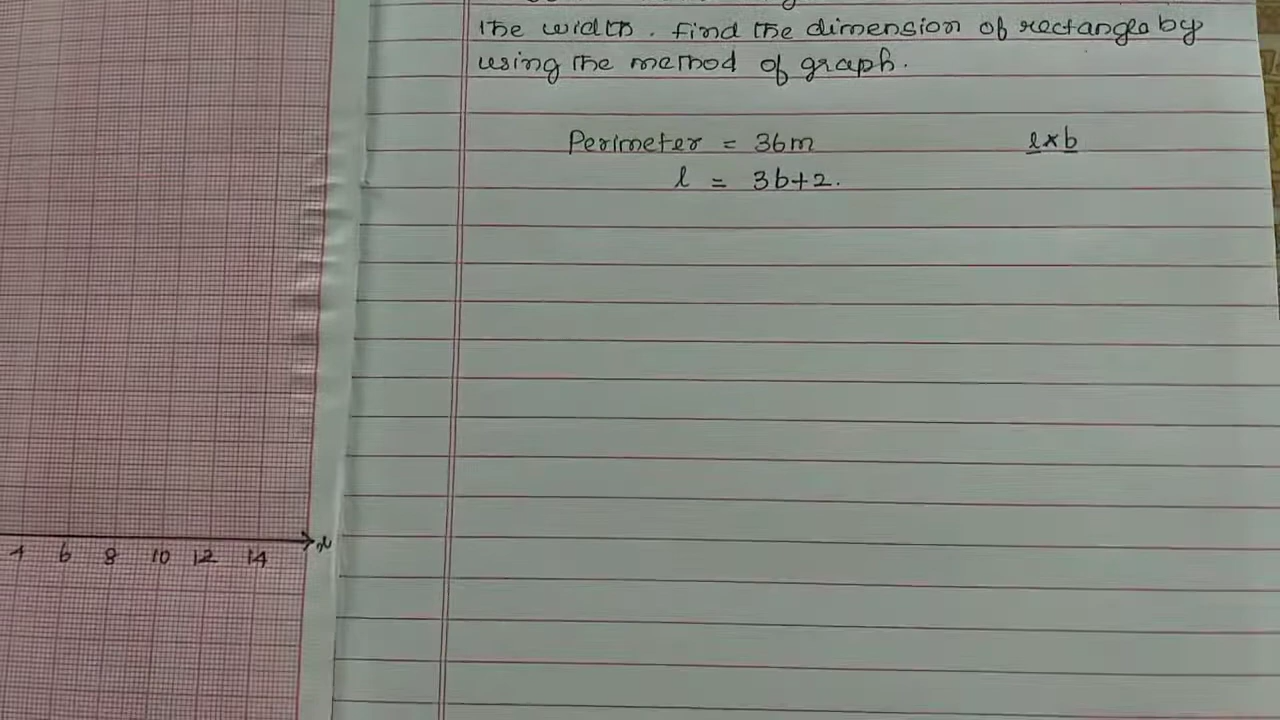 the width. find the dimension of rectangle by
using the method of graph.
Perimeter = 36m l×b
l = 3b+2.
4 6 8 10 12 14 x